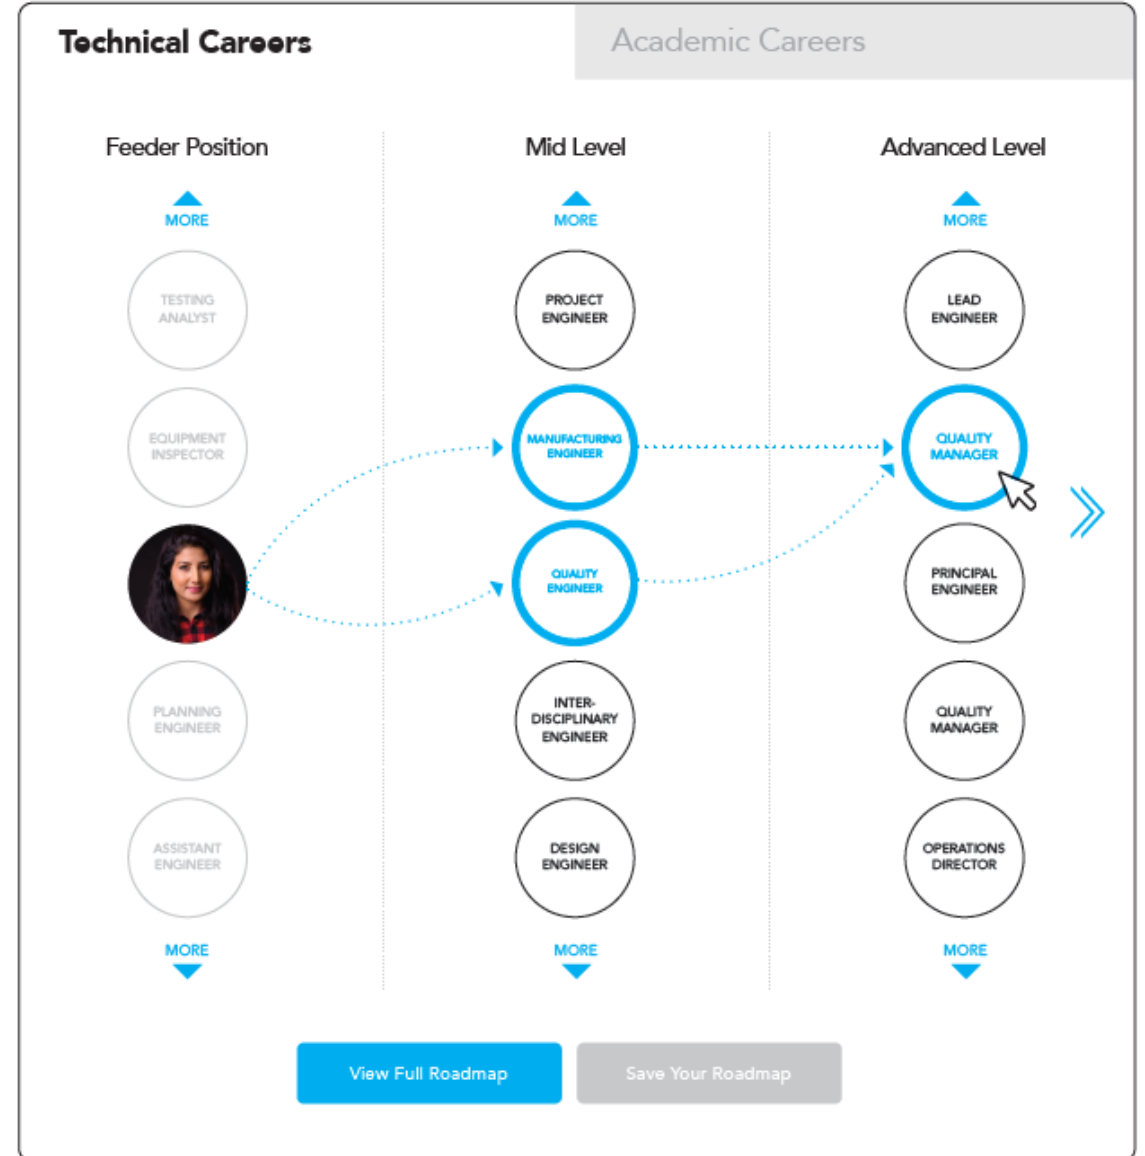 Technical Careers
Academic Careers
Feeder Position
Mid Level
Advanced Level
MORE
MORE
MORE
TESTING
ANALYST
PROJECT
ENGINEER
LEAD
ENGINEER
EQUIPMENT
INSPECTOR
MANUFACTURING
ENGINEER
QUALITY
MANAGER
QUALITY
ENGINEER
PRINCIPAL
ENGINEER
PLANNING
ENGINEER
INTER-
DISCIPLINARY
ENGINEER
QUALITY
MANAGER
ASSISTANT
ENGINEER
DESIGN
ENGINEER
OPERATIONS
DIRECTOR
MORE
MORE
MORE
View Full Roadmap
Save Your Roadmap